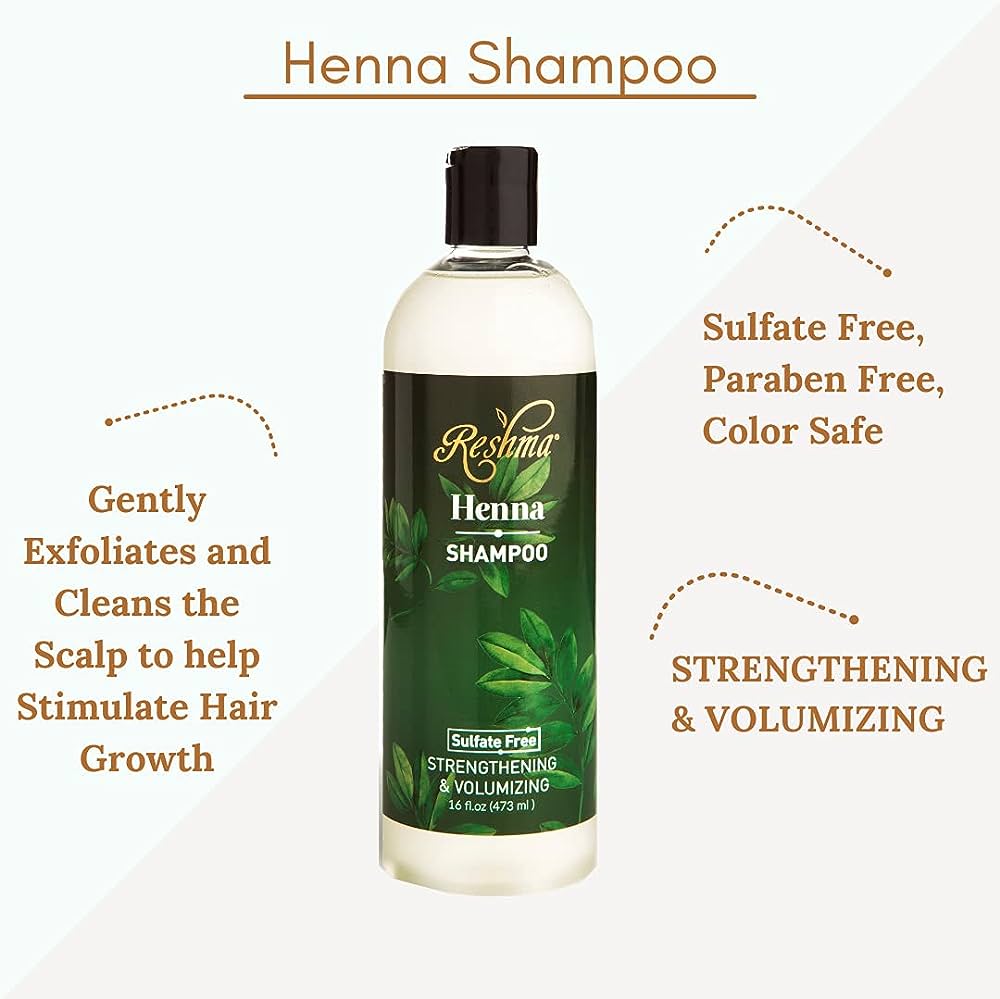 Henna Shampoo
Sulfate Free,
Paraben Free,
Color Safe
Gently
Exfoliates and
Cleans the
Scalp to help
Stimulate Hair
Growth
STRENGTHENING
& VOLUMIZING
Reshma
Henna
SHAMPOO
Sulfate Free
STRENGTHENING
& VOLUMIZING
16 fl.oz (473 ml)